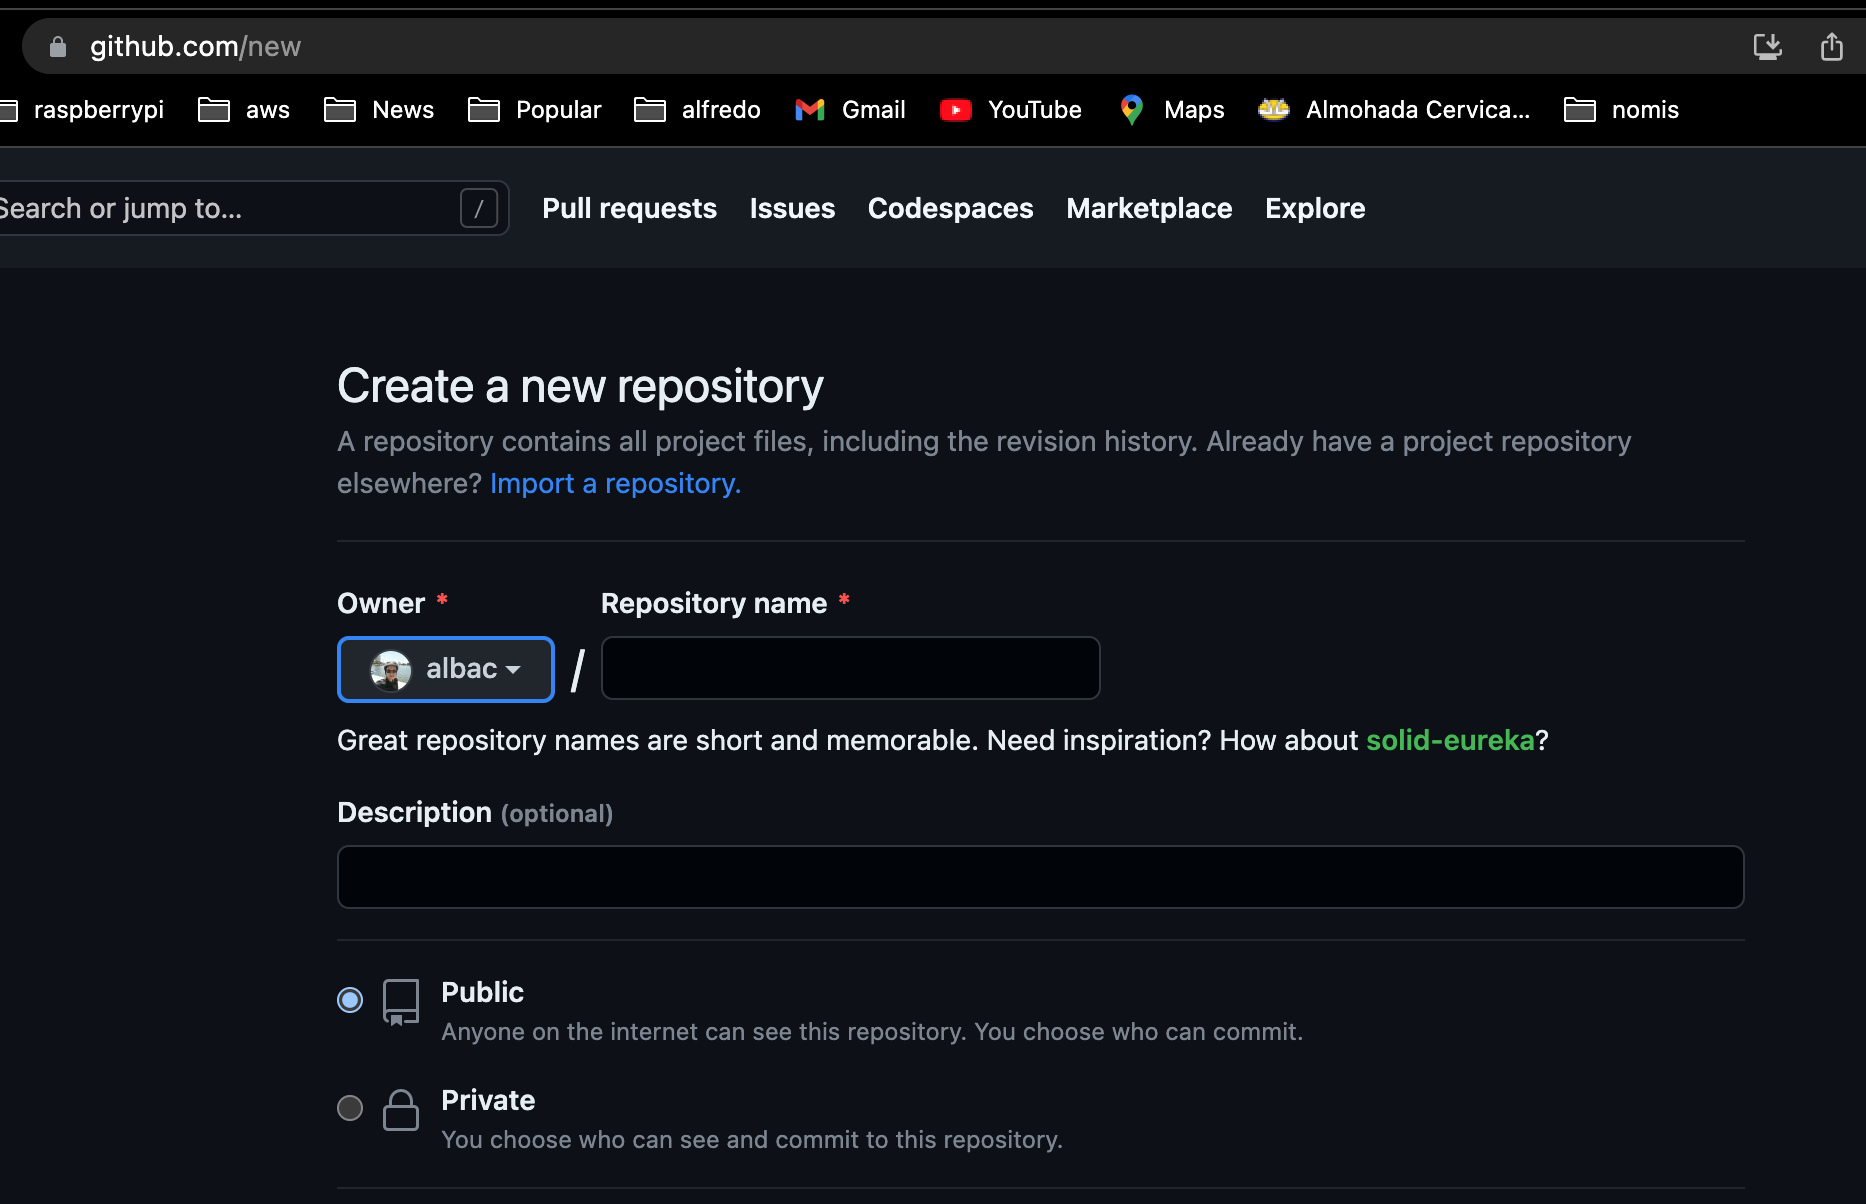 github.com/new
raspberrypi aws News Popular alfredo Gmail YouTube Maps Almohada Cervica... nomis
Search or jump to... / Pull requests Issues Codespaces Marketplace Explore
Create a new repository
A repository contains all project files, including the revision history. Already have a project repository
elsewhere? Import a repository.
Owner * Repository name *
albac /
Great repository names are short and memorable. Need inspiration? How about solid-eureka?
Description (optional)
Public
Anyone on the internet can see this repository. You choose who can commit.
Private
You choose who can see and commit to this repository.